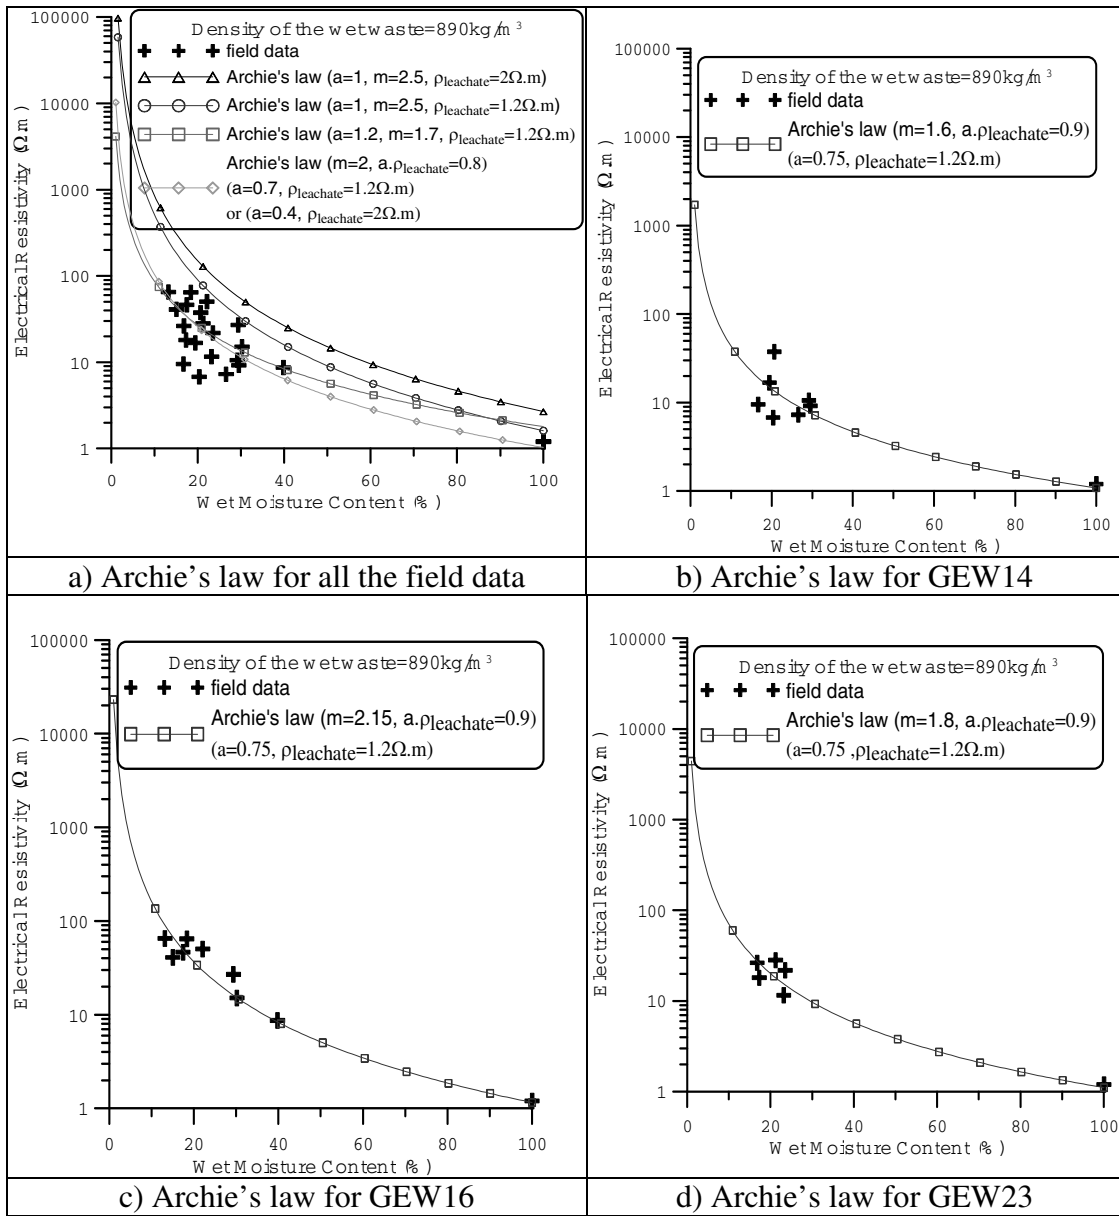 Density of the wet waste=890kg/m³
field data
Archie's law (a=1, m=2.5, ρleachate=2Ω.m)
Archie's law (a=1, m=2.5, ρleachate=1.2Ω.m)
Archie's law (a=1.2, m=1.7, ρleachate=1.2Ω.m)
Archie's law (m=2, a.ρleachate=0.8)
(a=0.7, ρleachate=1.2Ω.m)
or (a=0.4, ρleachate=2Ω.m)
Electrical Resistivity (Ω.m)
100000
10000
1000
100
10
1
0 20 40 60 80 100
Wet Moisture Content (%)
a) Archie's law for all the field data
Density of the wet waste=890kg/m³
field data
Archie's law (m=1.6, a.ρleachate=0.9)
(a=0.75, ρleachate=1.2Ω.m)
Electrical Resistivity (Ω.m)
100000
10000
1000
100
10
1
0 20 40 60 80 100
Wet Moisture Content (%)
b) Archie's law for GEW14
Density of the wet waste=890kg/m³
field data
Archie's law (m=2.15, a.ρleachate=0.9)
(a=0.75, ρleachate=1.2Ω.m)
Electrical Resistivity (Ω.m)
100000
10000
1000
100
10
1
0 20 40 60 80 100
Wet Moisture Content (%)
c) Archie's law for GEW16
Density of the wet waste=890kg/m³
field data
Archie's law (m=1.8, a.ρleachate=0.9)
(a=0.75 ,ρleachate=1.2Ω.m)
Electrical Resistivity (Ω.m)
100000
10000
1000
100
10
1
0 20 40 60 80 100
Wet Moisture Content (%)
d) Archie's law for GEW23